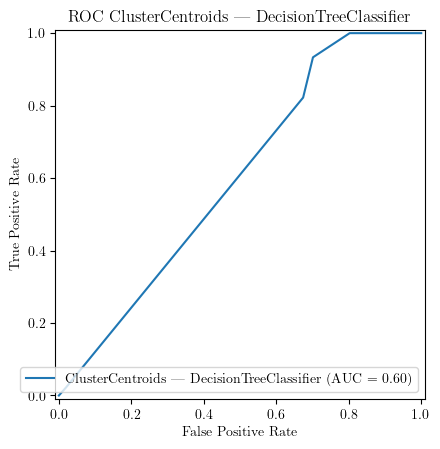 ROC ClusterCentroids — DecisionTreeClassifier
1.0
0.8
0.6
0.4
0.2
0.0
True Positive Rate
ClusterCentroids — DecisionTreeClassifier (AUC = 0.60)
0.0 0.2 0.4 0.6 0.8 1.0
False Positive Rate